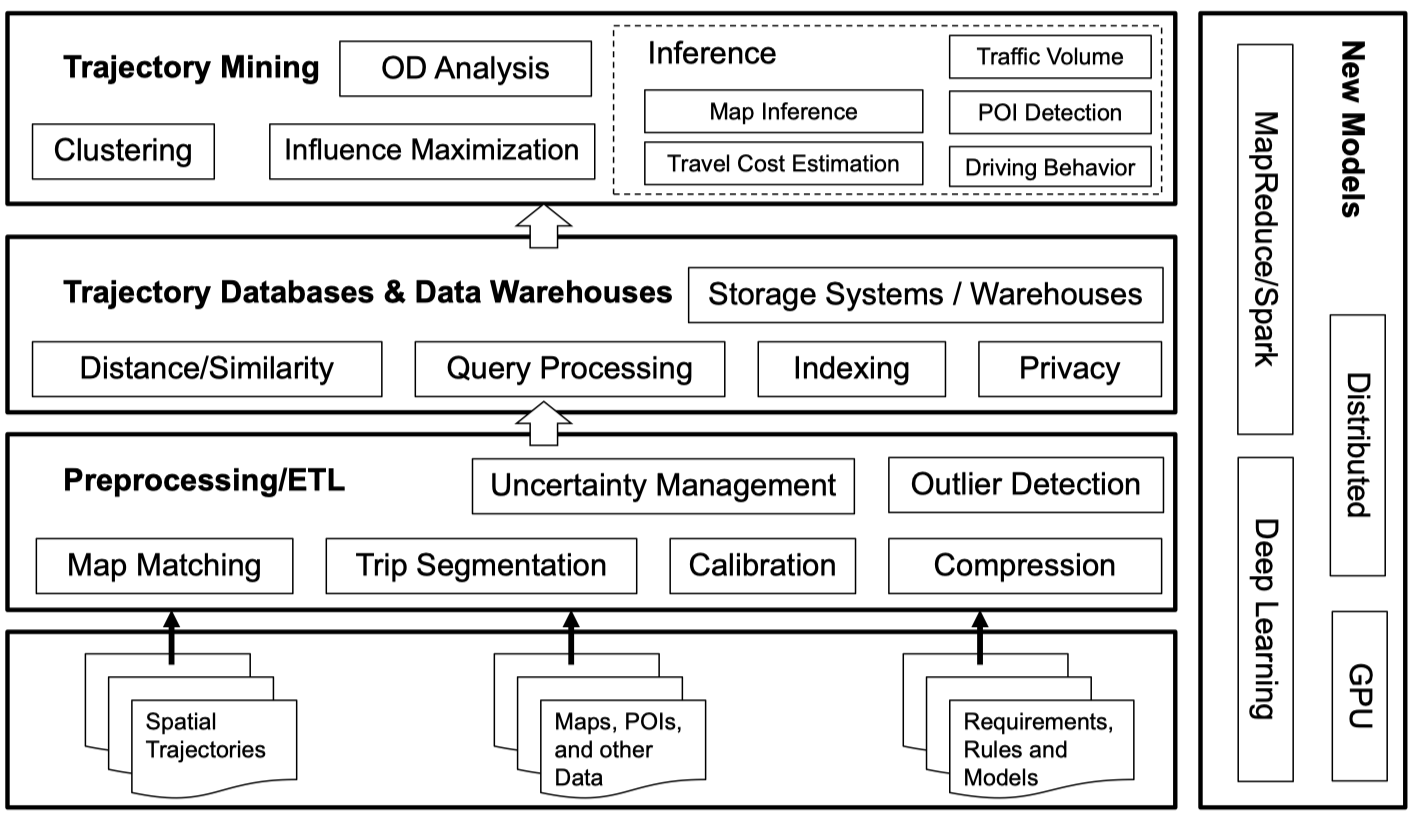 Trajectory Mining
OD Analysis
Clustering
Influence Maximization
Inference
Map Inference
Travel Cost Estimation
Traffic Volume
POI Detection
Driving Behavior
Trajectory Databases & Data Warehouses
Storage Systems / Warehouses
Distance/Similarity
Query Processing
Indexing
Privacy
Preprocessing/ETL
Uncertainty Management
Outlier Detection
Map Matching
Trip Segmentation
Calibration
Compression
Spatial
Trajectories
Maps, POIs,
and other
Data
Requirements,
Rules and
Models
New Models
MapReduce/Spark
Distributed
Deep Learning
GPU